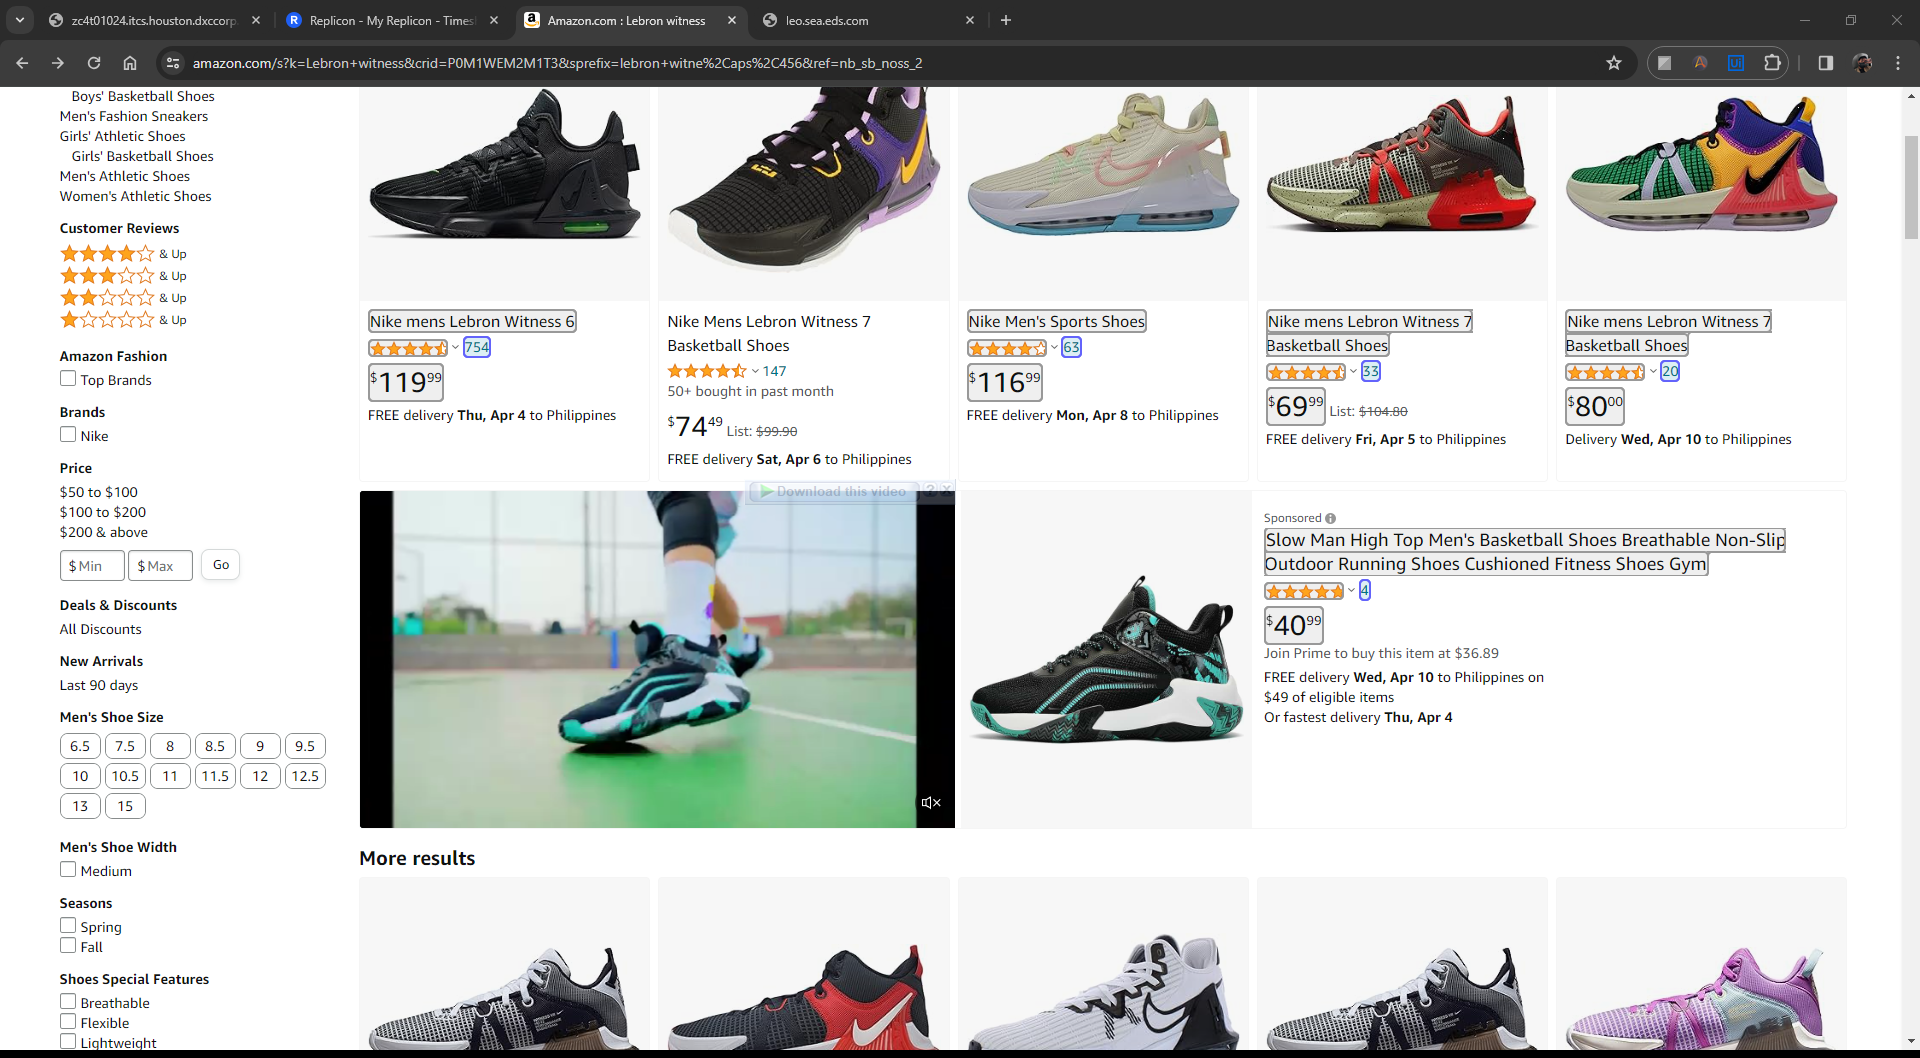 zc4t01024.itcs.houston.dxccorp
Replicon - My Replicon - Times
Amazon.com : Lebron witness
leo.sea.eds.com
amazon.com/s?k=Lebron+witness&crid=P0M1WEM2M1T3&sprefix=lebron+witne%2Caps%2C456&ref=nb_sb_noss_2
Boys' Basketball Shoes
Men's Fashion Sneakers
Girls' Athletic Shoes
Girls' Basketball Shoes
Men's Athletic Shoes
Women's Athletic Shoes
Customer Reviews
& Up
& Up
& Up
& Up
Amazon Fashion
Top Brands
Brands
Nike
Price
$50 to $100
$100 to $200
$200 & above
$ Min
$ Max
Go
Deals & Discounts
All Discounts
New Arrivals
Last 90 days
Men's Shoe Size
6.5 7.5 8 8.5 9 9.5
10 10.5 11 11.5 12 12.5
13 15
Men's Shoe Width
Medium
Seasons
Spring
Fall
Shoes Special Features
Breathable
Flexible
Lightweight
Nike mens Lebron Witness 6
754
$119 99
FREE delivery Thu, Apr 4 to Philippines
Nike Mens Lebron Witness 7
Basketball Shoes
147
50+ bought in past month
$74 49 List: $99.90
FREE delivery Sat, Apr 6 to Philippines
Nike Men's Sports Shoes
63
$116 99
FREE delivery Mon, Apr 8 to Philippines
Nike mens Lebron Witness 7
Basketball Shoes
33
$69 99 List: $104.80
FREE delivery Fri, Apr 5 to Philippines
Nike mens Lebron Witness 7
Basketball Shoes
20
$80 00
Delivery Wed, Apr 10 to Philippines
Download this video ? X
Sponsored
Slow Man High Top Men's Basketball Shoes Breathable Non-Slip
Outdoor Running Shoes Cushioned Fitness Shoes Gym
4
$40 99
Join Prime to buy this item at $36.89
FREE delivery Wed, Apr 10 to Philippines on
$49 of eligible items
Or fastest delivery Thu, Apr 4
More results